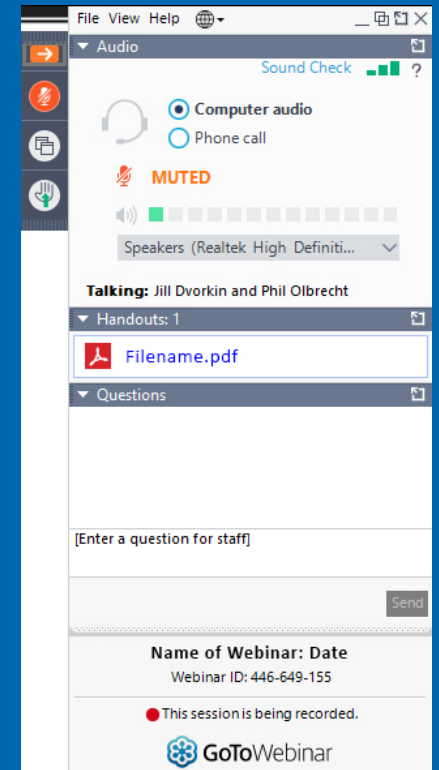 File View Help
Audio
Sound Check
?
Computer audio
Phone call
MUTED
Speakers (Realtek High Definiti...
Talking: Jill Dvorkin and Phil Olbrecht
Handouts: 1
Filename.pdf
Questions
[Enter a question for staff]
Send
Name of Webinar: Date
Webinar ID: 446-649-155
This session is being recorded.
GoToWebinar